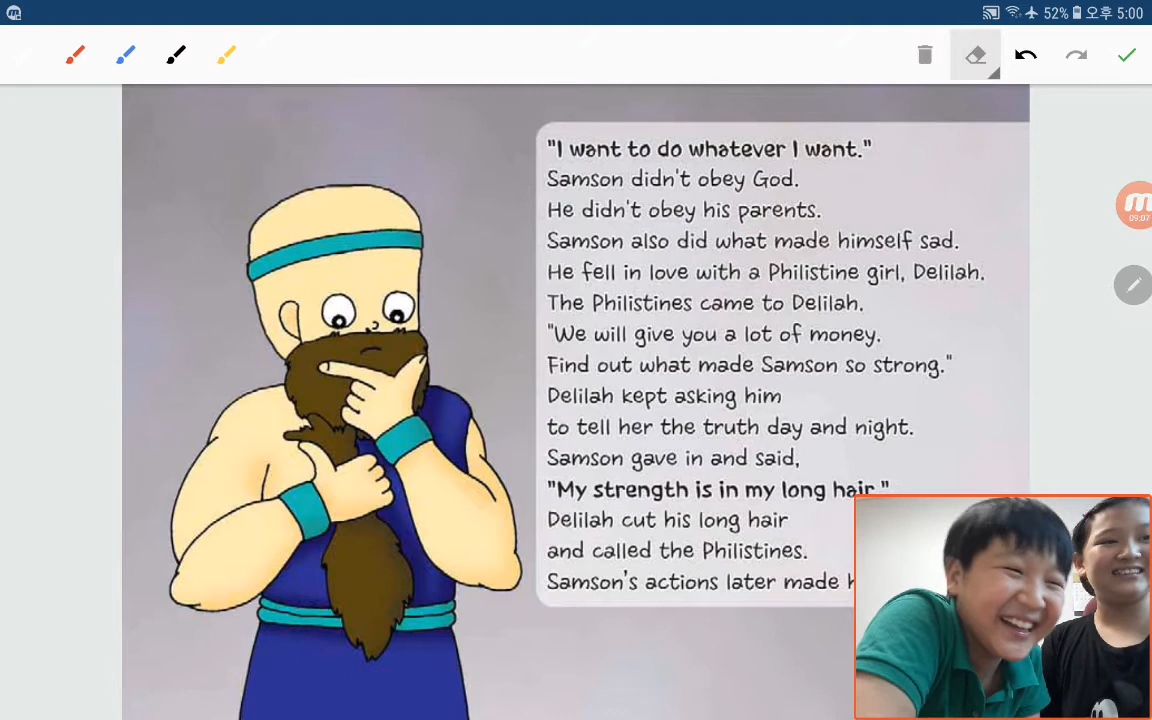 52% 오후 5:00
"I want to do whatever I want."
Samson didn't obey God.
He didn't obey his parents.
Samson also did what made himself sad.
He fell in love with a Philistine girl, Delilah.
The Philistines came to Delilah.
"We will give you a lot of money.
Find out what made Samson so strong."
Delilah kept asking him
to tell her the truth day and night.
Samson gave in and said,
"My strength is in my long hair."
Delilah cut his long hair
and called the Philistines.
Samson's actions later made
09:07